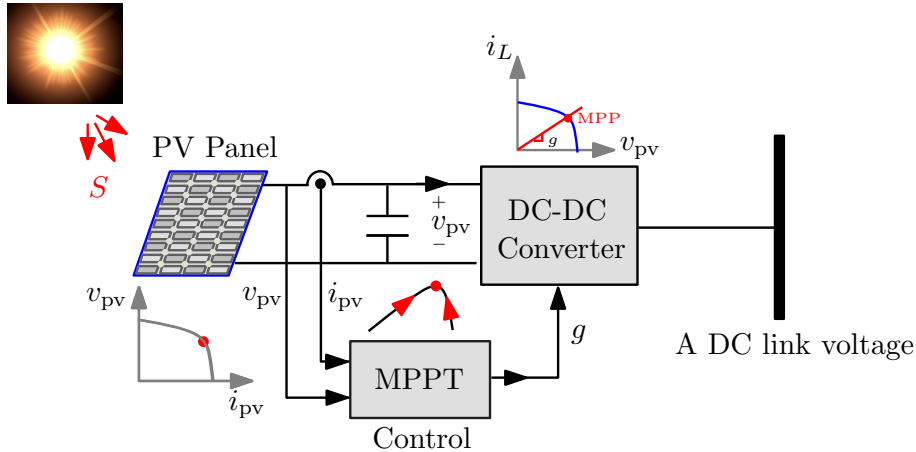 i_L
MPP
g
v_pv
PV Panel
S
+
v_pv
−
DC-DC
Converter
v_pv
v_pv
i_pv
g
A DC link voltage
i_pv
MPPT
Control